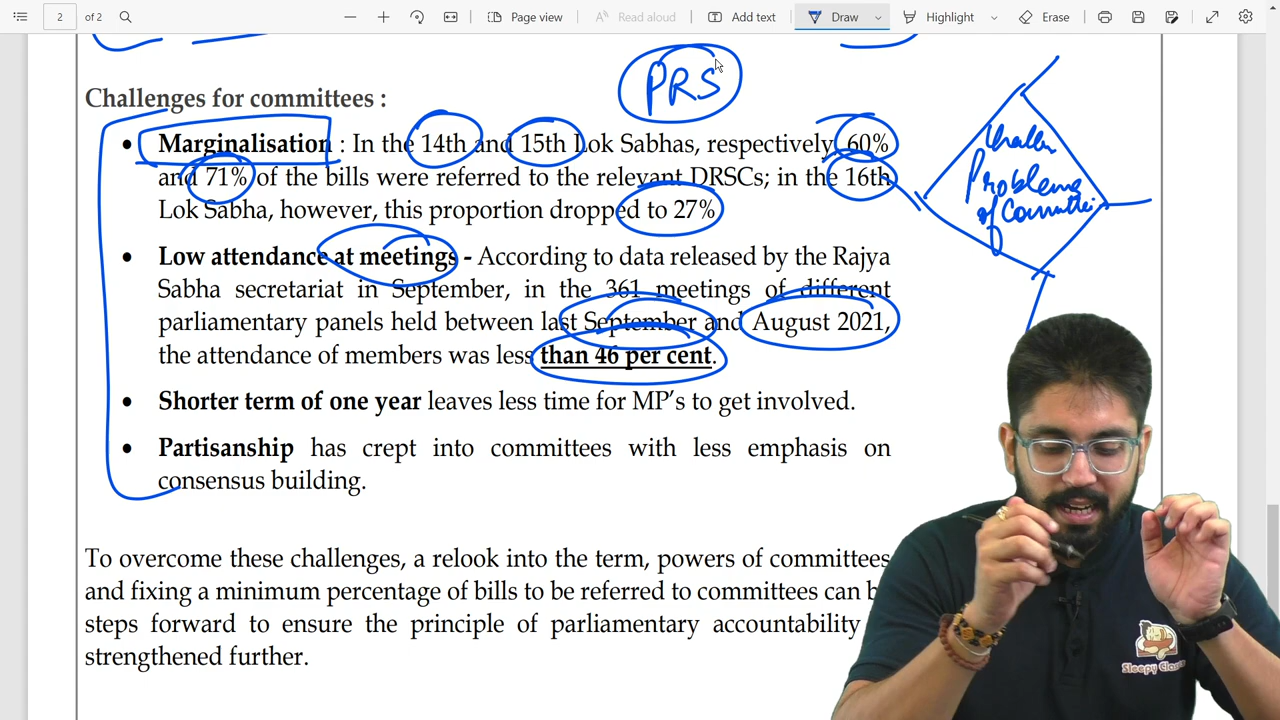 2
of 2
Page view
Read aloud
Add text
Draw
Highlight
Erase
PRS
Challenges for committees :
• Marginalisation : In the 14th and 15th Lok Sabhas, respectively, 60%
and 71% of the bills were referred to the relevant DRSCs; in the 16th
Lok Sabha, however, this proportion dropped to 27%
• Low attendance at meetings - According to data released by the Rajya
Sabha secretariat in September, in the 361 meetings of different
parliamentary panels held between last September and August 2021,
the attendance of members was less than 46 per cent.
• Shorter term of one year leaves less time for MP's to get involved.
• Partisanship has crept into committees with less emphasis on
consensus building.
To overcome these challenges, a relook into the term, powers of committees
and fixing a minimum percentage of bills to be referred to committees can
steps forward to ensure the principle of parliamentary accountability
strengthened further.
Problems
of
Sleepy